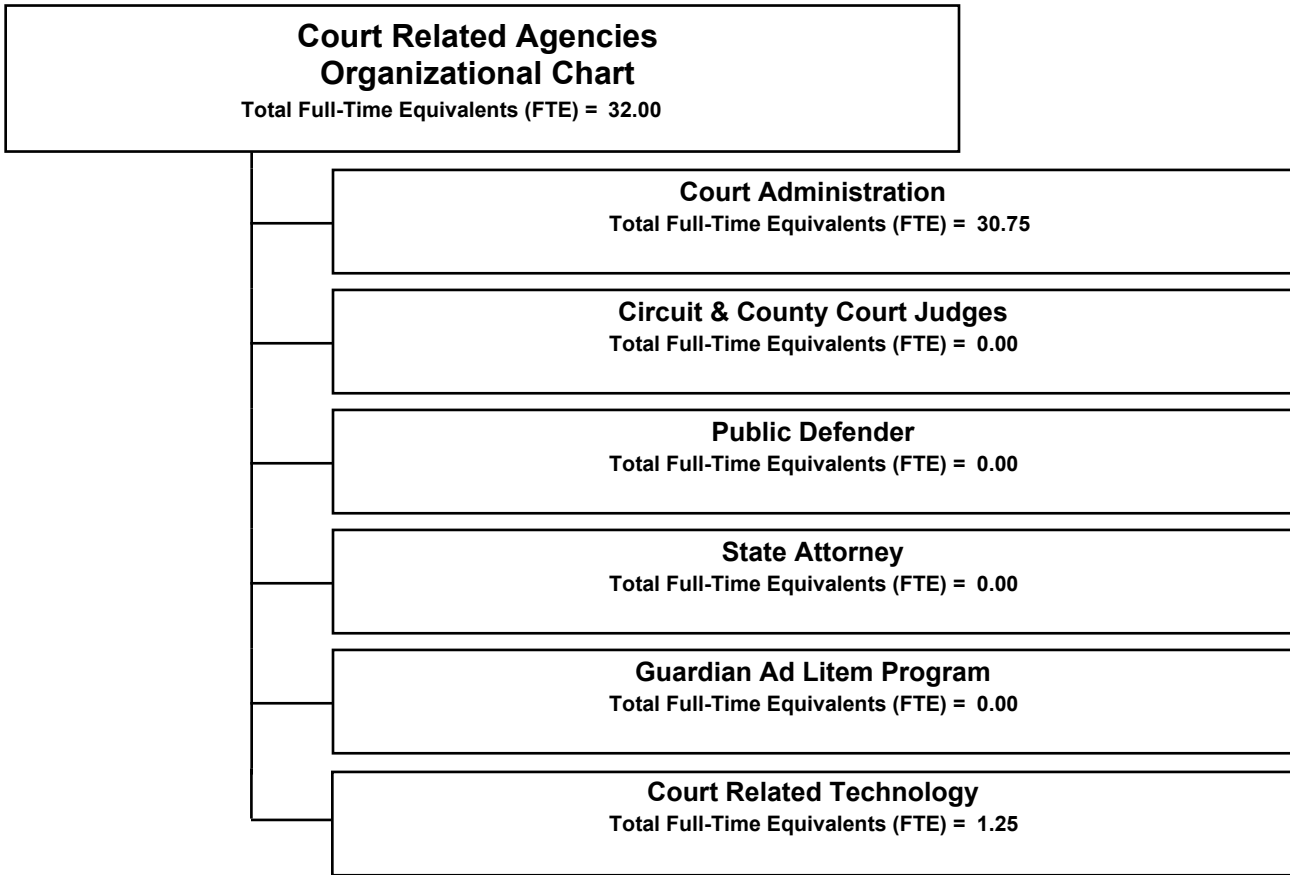 Court Related Agencies
Organizational Chart
Total Full-Time Equivalents (FTE) = 32.00
Court Administration
Total Full-Time Equivalents (FTE) = 30.75
Circuit & County Court Judges
Total Full-Time Equivalents (FTE) = 0.00
Public Defender
Total Full-Time Equivalents (FTE) = 0.00
State Attorney
Total Full-Time Equivalents (FTE) = 0.00
Guardian Ad Litem Program
Total Full-Time Equivalents (FTE) = 0.00
Court Related Technology
Total Full-Time Equivalents (FTE) = 1.25